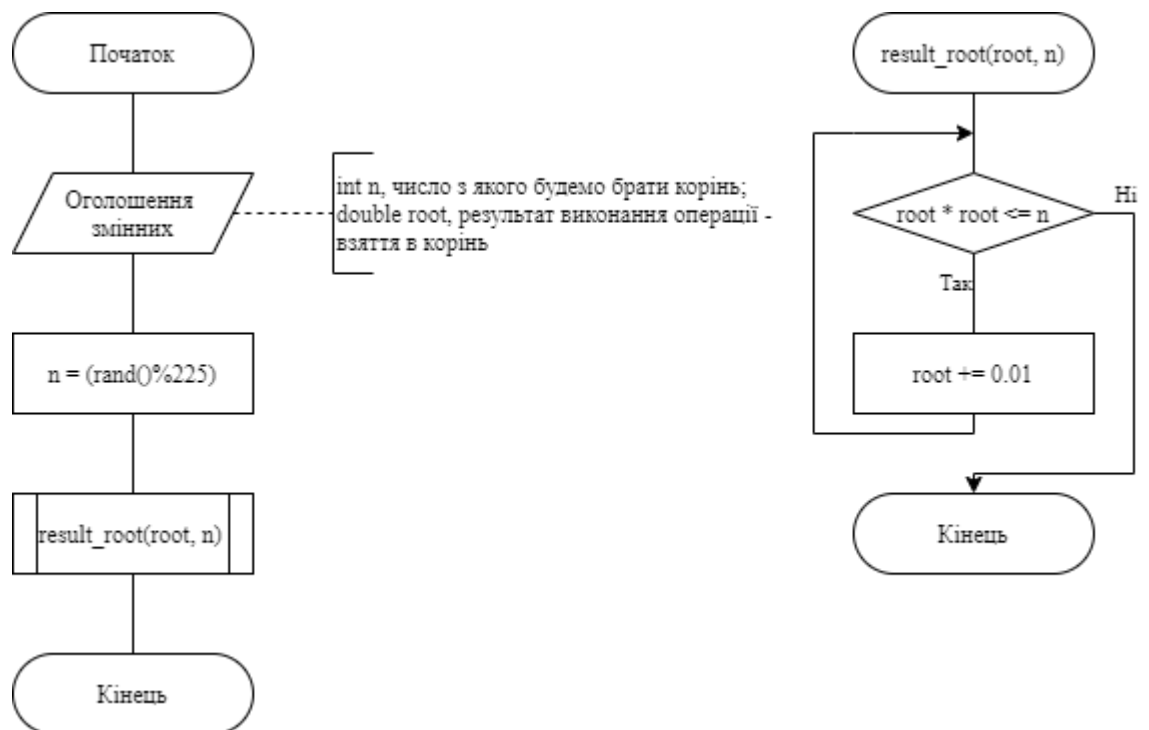 Початок
Оголошення
змінних
int n, число з якого будемо брати корінь;
double root, результат виконання операції -
взяття в корінь
n = (rand()%225)
result_root(root, n)
Кінець
result_root(root, n)
root * root <= n
Ні
Так
root += 0.01
Кінець